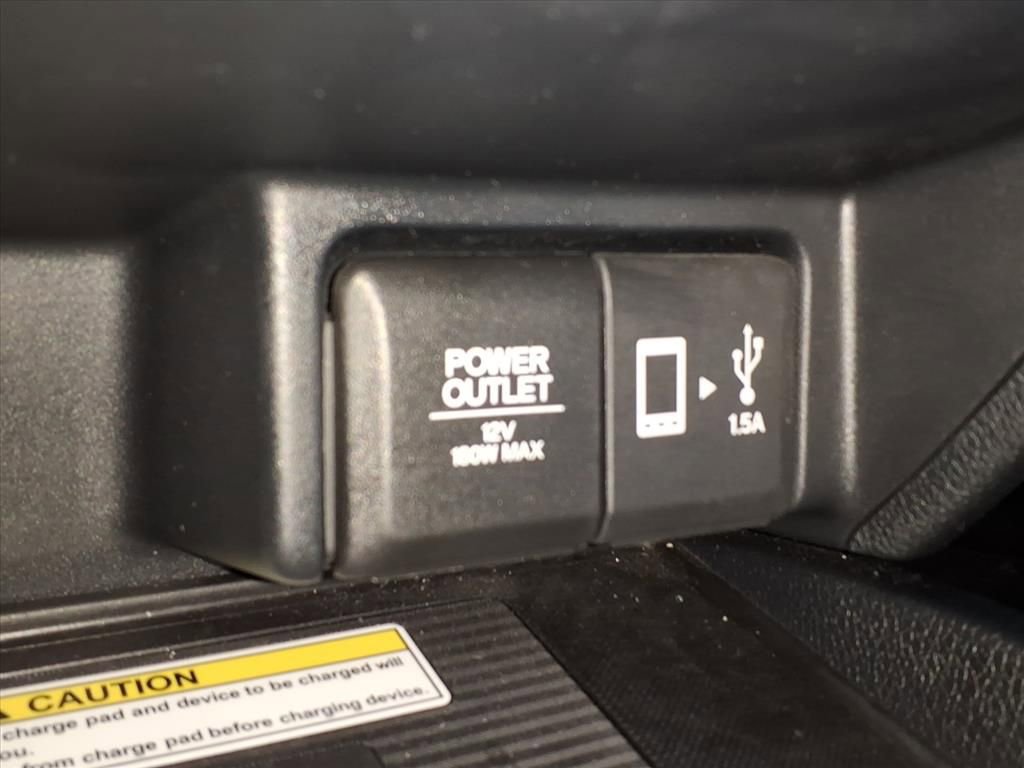 POWER
OUTLET
12V
180W MAX
1.5A
CAUTION
charge pad and device to be charged will
ou.
from charge pad before charging device.